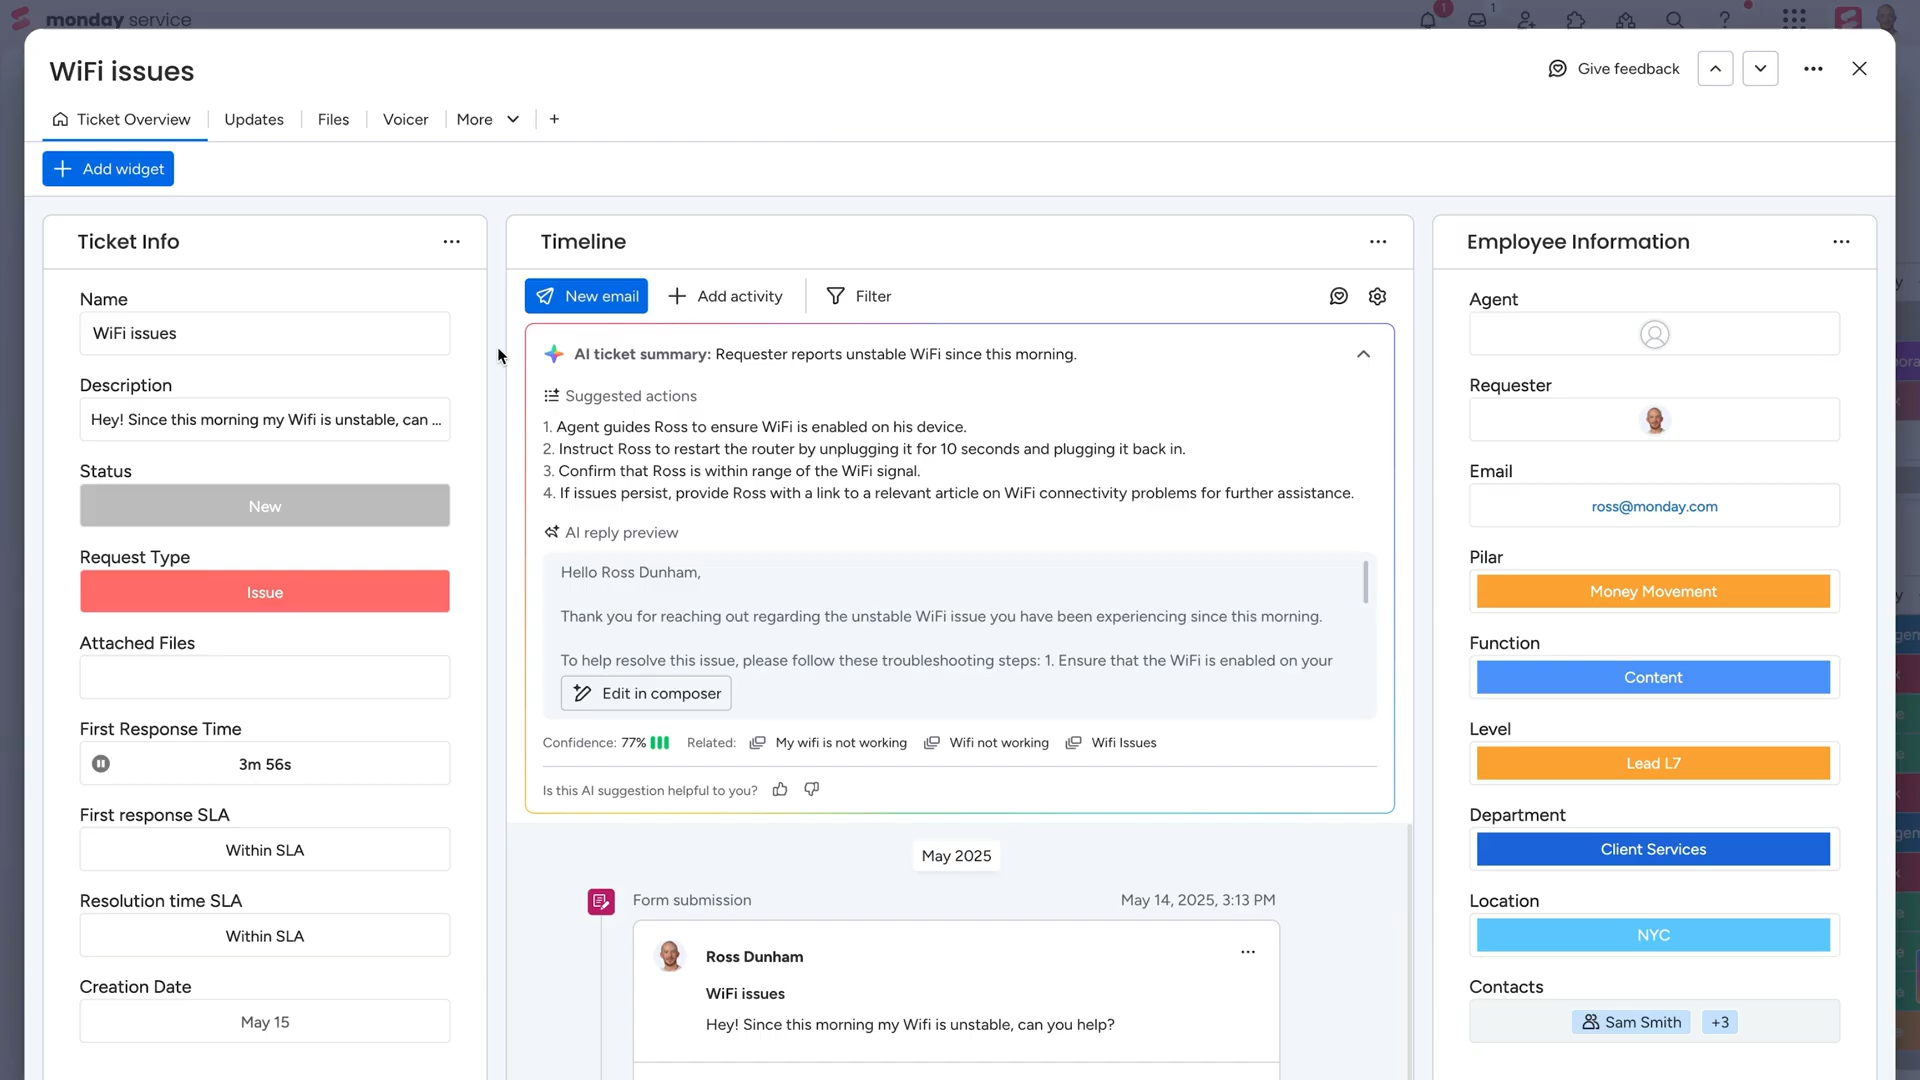 monday service
1
1
WiFi issues
Give feedback
Ticket Overview
Updates
Files
Voicer
More
Add widget
Ticket Info
Name
WiFi issues
Description
Hey! Since this morning my Wifi is unstable, can ...
Status
New
Request Type
Issue
Attached Files
First Response Time
3m 56s
First response SLA
Within SLA
Resolution time SLA
Within SLA
Creation Date
May 15
Timeline
New email
Add activity
Filter
AI ticket summary: Requester reports unstable WiFi since this morning.
Suggested actions
1. Agent guides Ross to ensure WiFi is enabled on his device.
2. Instruct Ross to restart the router by unplugging it for 10 seconds and plugging it back in.
3. Confirm that Ross is within range of the WiFi signal.
4. If issues persist, provide Ross with a link to a relevant article on WiFi connectivity problems for further assistance.
AI reply preview
Hello Ross Dunham,
Thank you for reaching out regarding the unstable WiFi issue you have been experiencing since this morning.
To help resolve this issue, please follow these troubleshooting steps: 1. Ensure that the WiFi is enabled on your
Edit in composer
Confidence: 77% Related: My wifi is not working Wifi not working Wifi Issues
Is this AI suggestion helpful to you?
May 2025
Form submission
May 14, 2025, 3:13 PM
Ross Dunham
WiFi issues
Hey! Since this morning my Wifi is unstable, can you help?
Employee Information
Agent
Requester
Email
ross@monday.com
Pilar
Money Movement
Function
Content
Level
Lead L7
Department
Client Services
Location
NYC
Contacts
Sam Smith
+3